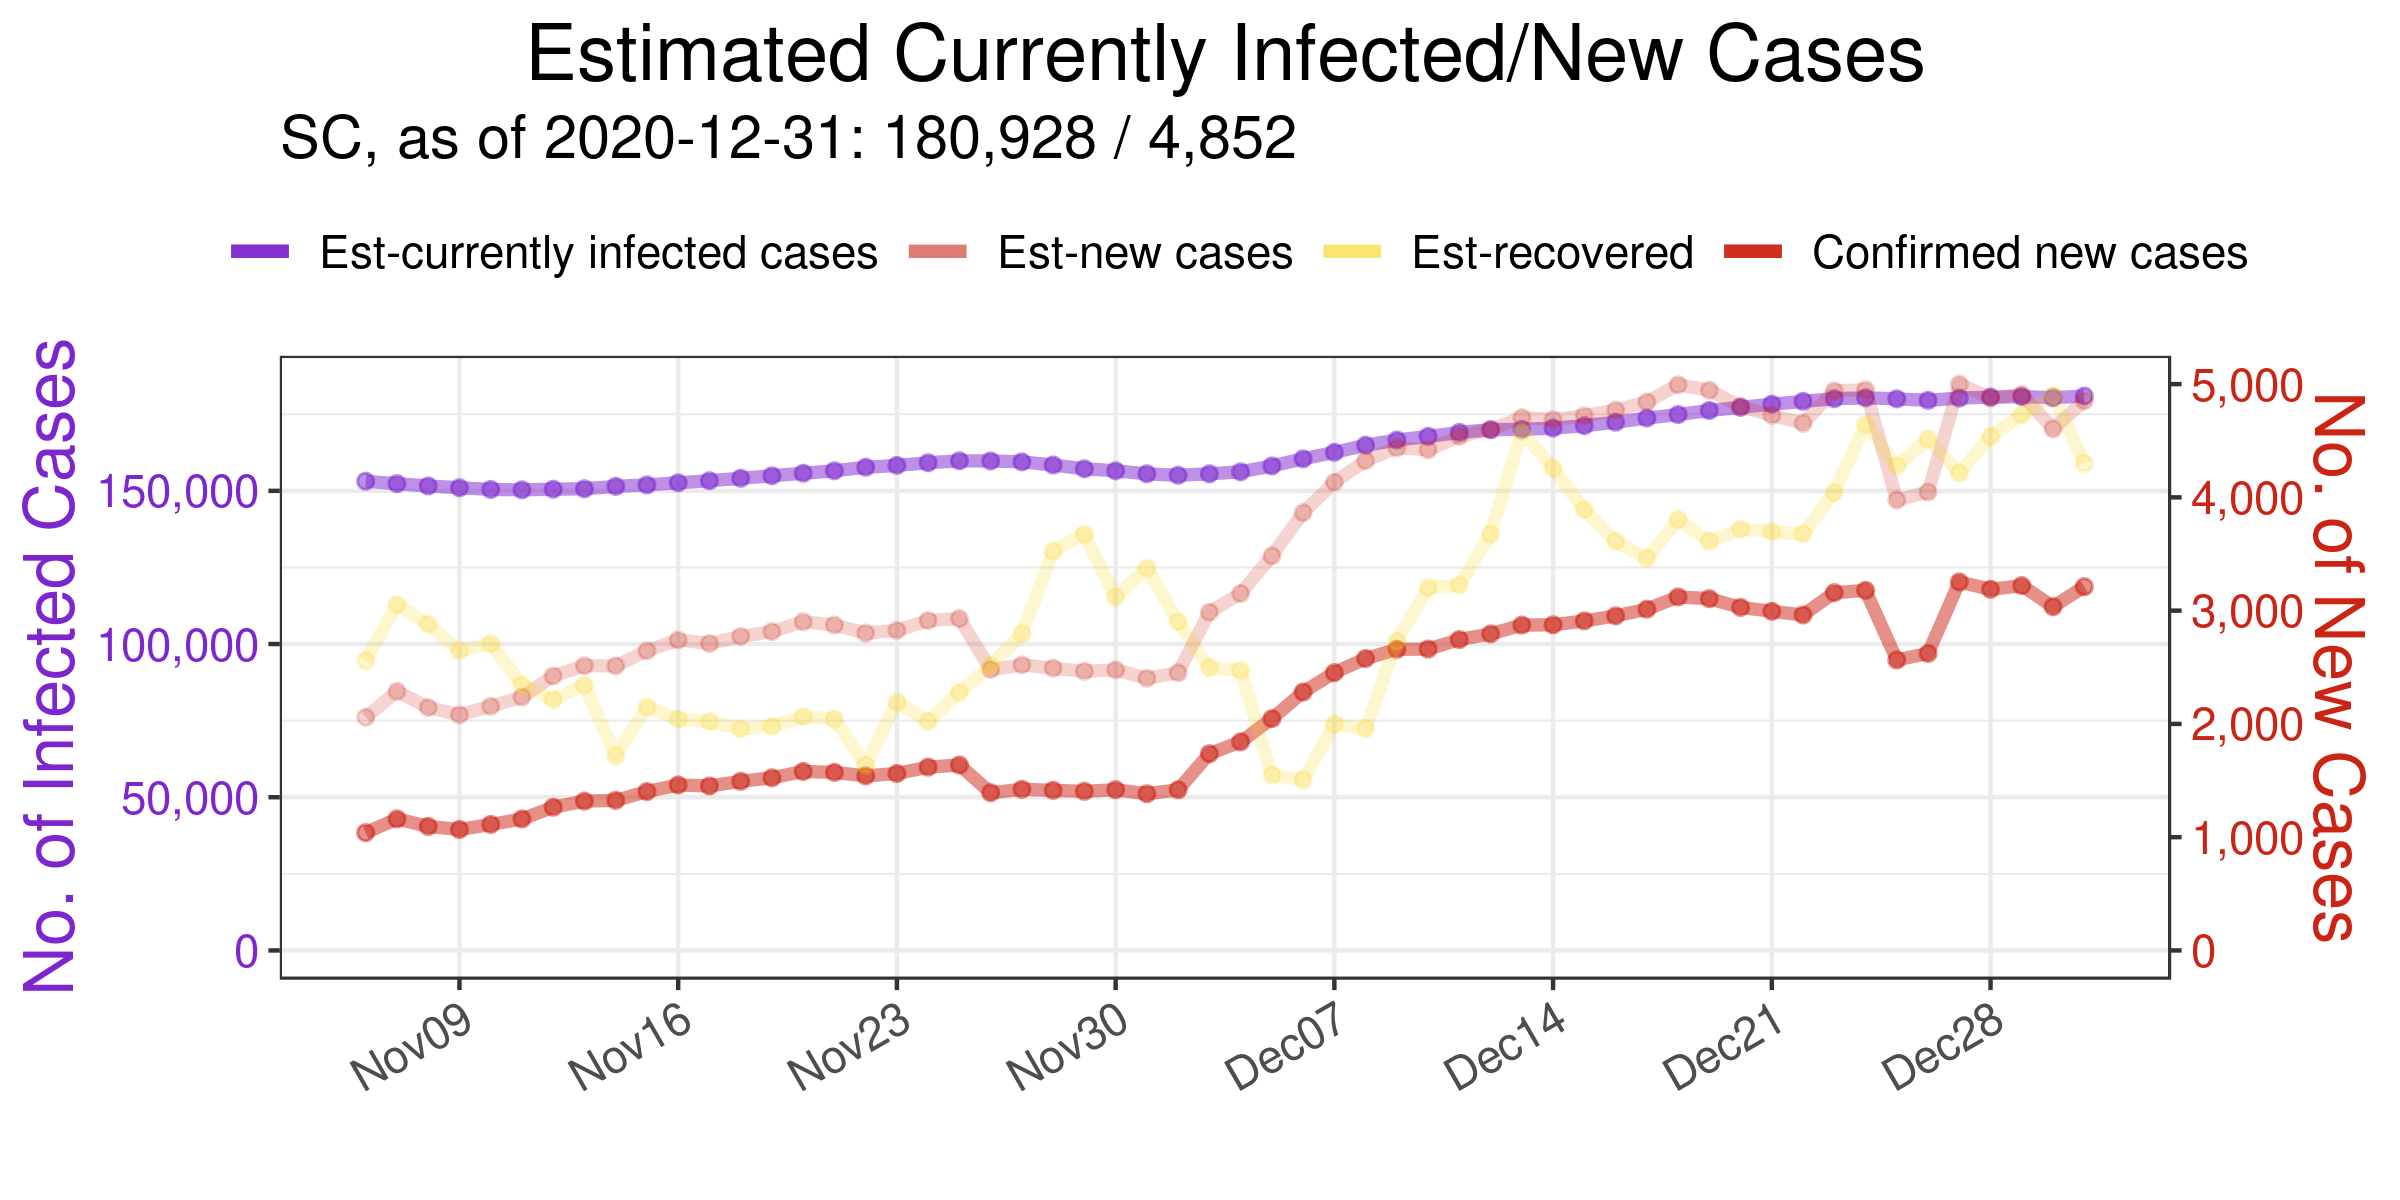 Estimated Currently Infected/New Cases
SC, as of 2020-12-31: 180,928 / 4,852
Est-currently infected cases Est-new cases Est-recovered Confirmed new cases
No. of Infected Cases
150,000
100,000
50,000
0
5,000
4,000
3,000
2,000
1,000
0
No. of New Cases
Nov09 Nov16 Nov23 Nov30 Dec07 Dec14 Dec21 Dec28